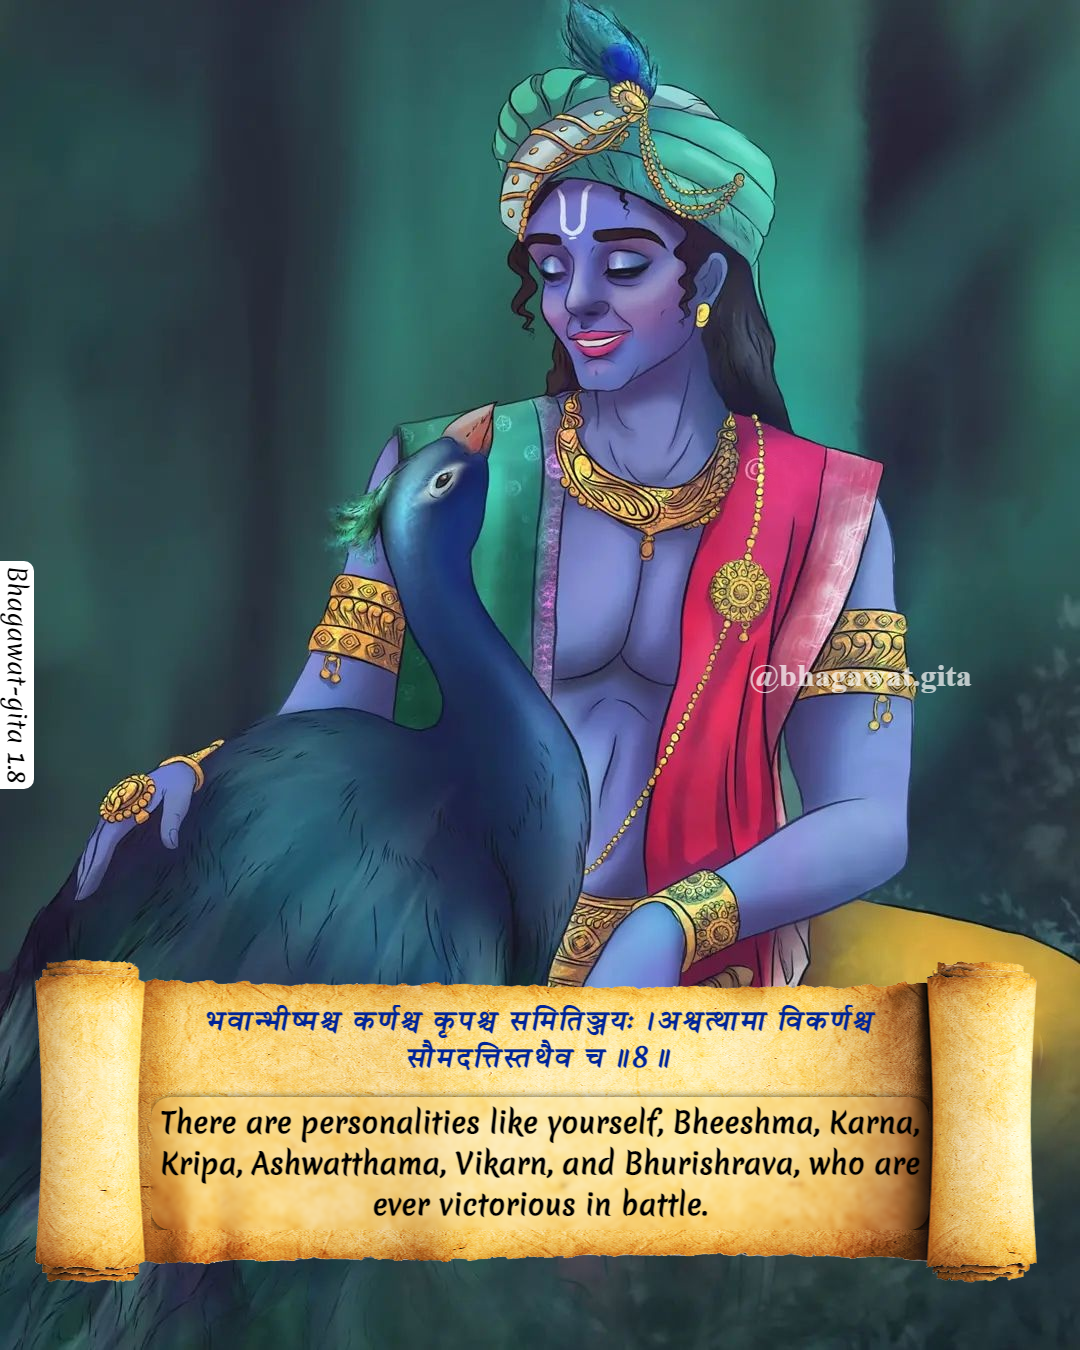 Bhagawat-gita 1.8
©
@bhagawat.gita
भवान्भीष्मश्च कर्णश्च कृपश्च समितिञ्जयः ।अश्वत्थामा विकर्णश्च
सौमदत्तिस्तथैव च ॥8॥
There are personalities like yourself, Bheeshma, Karna,
Kripa, Ashwatthama, Vikarn, and Bhurishrava, who are
ever victorious in battle.